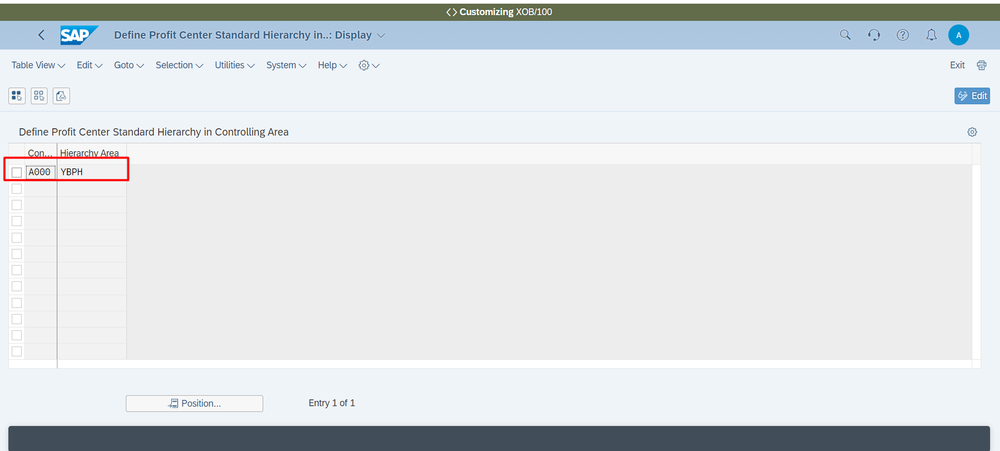 Customizing XOB/100
SAP Define Profit Center Standard Hierarchy in..: Display
A
Table View Edit Goto Selection Utilities System Help
Exit
Edit
Define Profit Center Standard Hierarchy in Controlling Area
Con... Hierarchy Area
A000 YBPH
Position... Entry 1 of 1